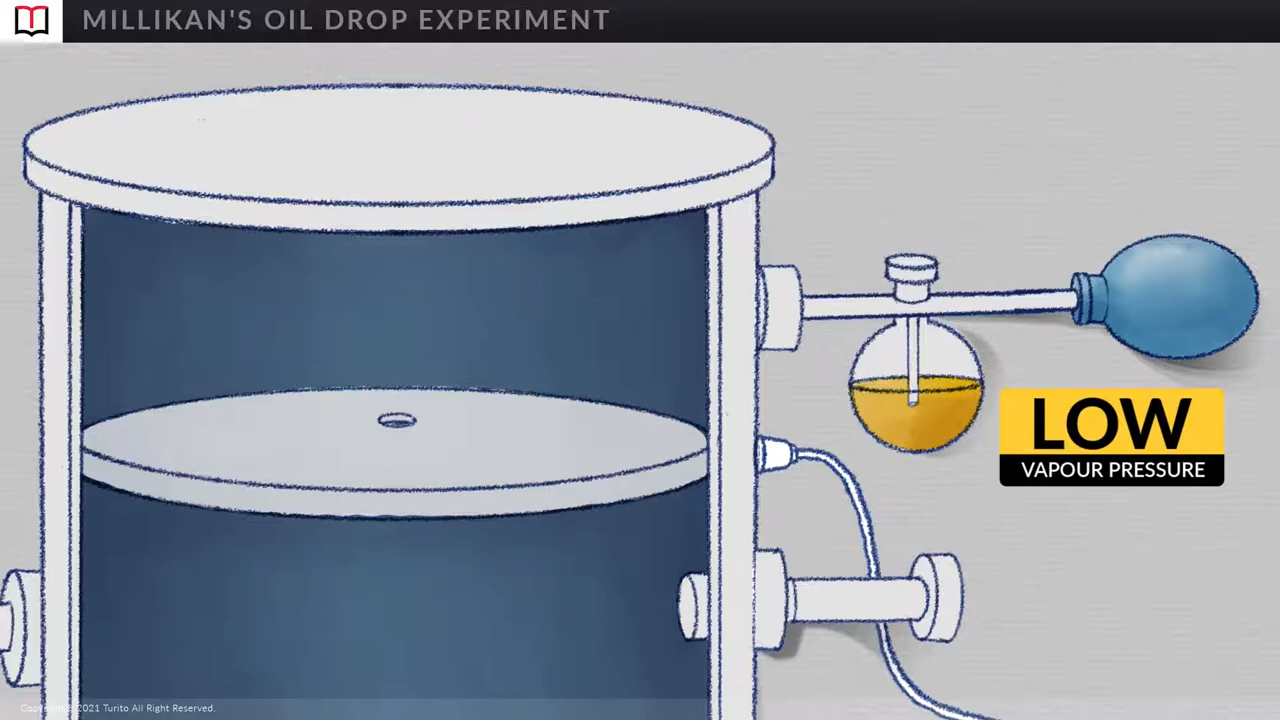 MILLIKAN'S OIL DROP EXPERIMENT
LOW
VAPOUR PRESSURE
Copyright © 2021 Turito All Right Reserved.